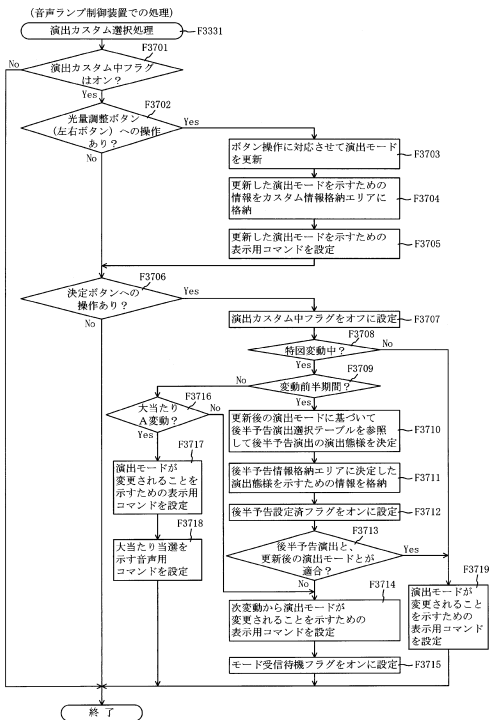 (音声ランプ制御装置での処理)
演出カスタム選択処理
F3331
F3701
演出カスタム中フラグ
はオン？
No
Yes
F3702
光量調整ボタン
(左右ボタン)への操作
あり？
Yes
No
ボタン操作に対応させて演出モード
を更新
F3703
更新した演出モードを示すための
情報をカスタム情報格納エリアに
格納
F3704
更新した演出モードを示すための
表示用コマンドを設定
F3705
F3706
決定ボタンへの
操作あり？
Yes
No
演出カスタム中フラグをオフに設定
F3707
F3708
特図変動中？
No
Yes
F3709
変動前半期間？
No
Yes
F3716
大当たり
A変動？
No
Yes
更新後の演出モードに基づいて
後半予告演出選択テーブルを参照
して後半予告演出の演出態様を決定
F3710
F3717
演出モードが
変更されることを
示すための表示用
コマンドを設定
後半予告情報格納エリアに決定した
演出態様を示すための情報を格納
F3711
後半予告設定済フラグをオンに設定
F3712
F3718
大当たり当選を
示す音声用
コマンドを設定
F3713
後半予告演出と、
更新後の演出モードとが
適合？
Yes
No
F3714
次変動から演出モードが
変更されることを示すための
表示用コマンドを設定
F3719
演出モードが
変更されること
を示すための
表示用コマンド
を設定
モード受信待機フラグをオンに設定
F3715
終 了